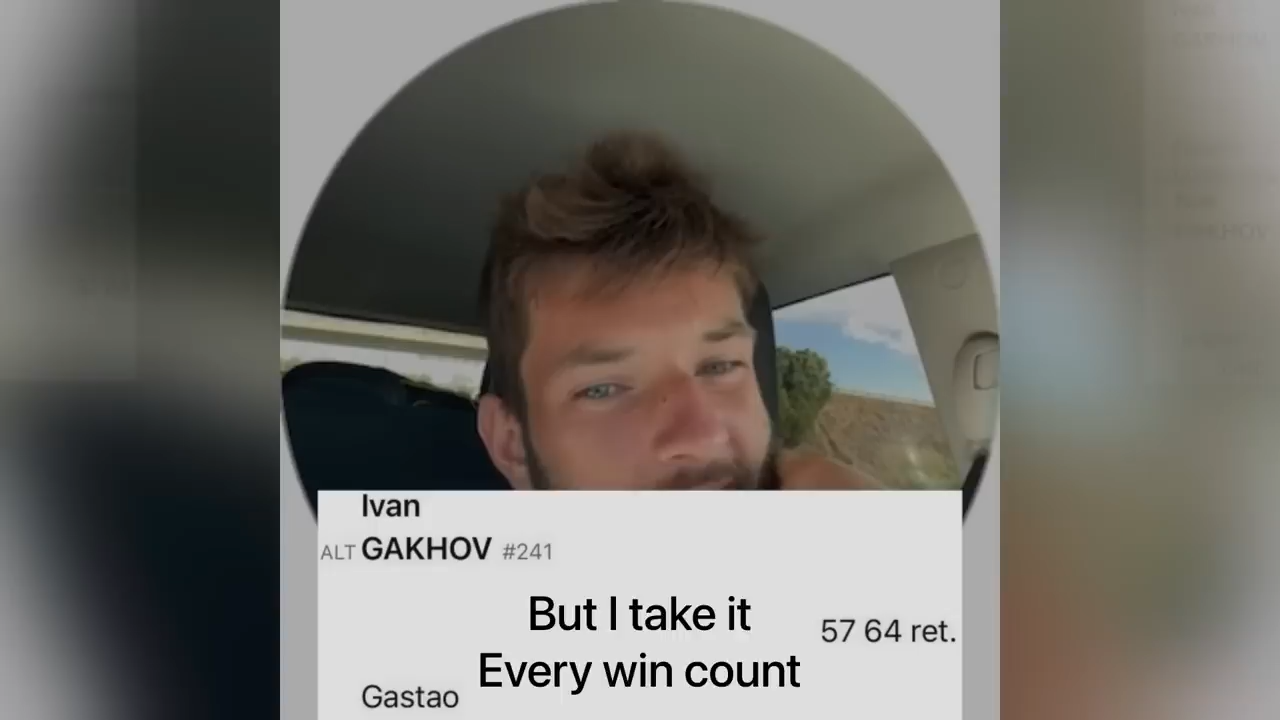 Ivan
ALT GAKHOV #241
But I take it
57 64 ret.
Every win count
Gastao